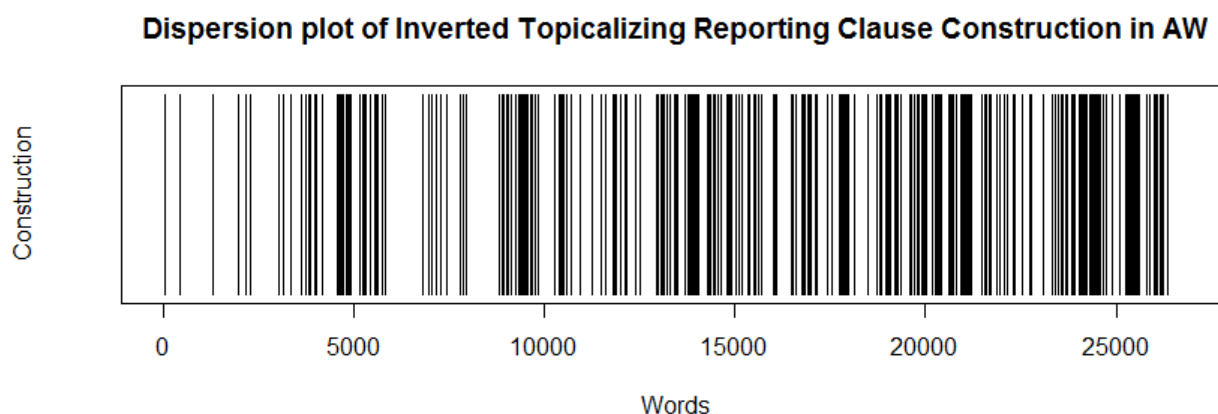 Dispersion plot of Inverted Topicalizing Reporting Clause Construction in AW
Construction
0 5000 10000 15000 20000 25000
Words